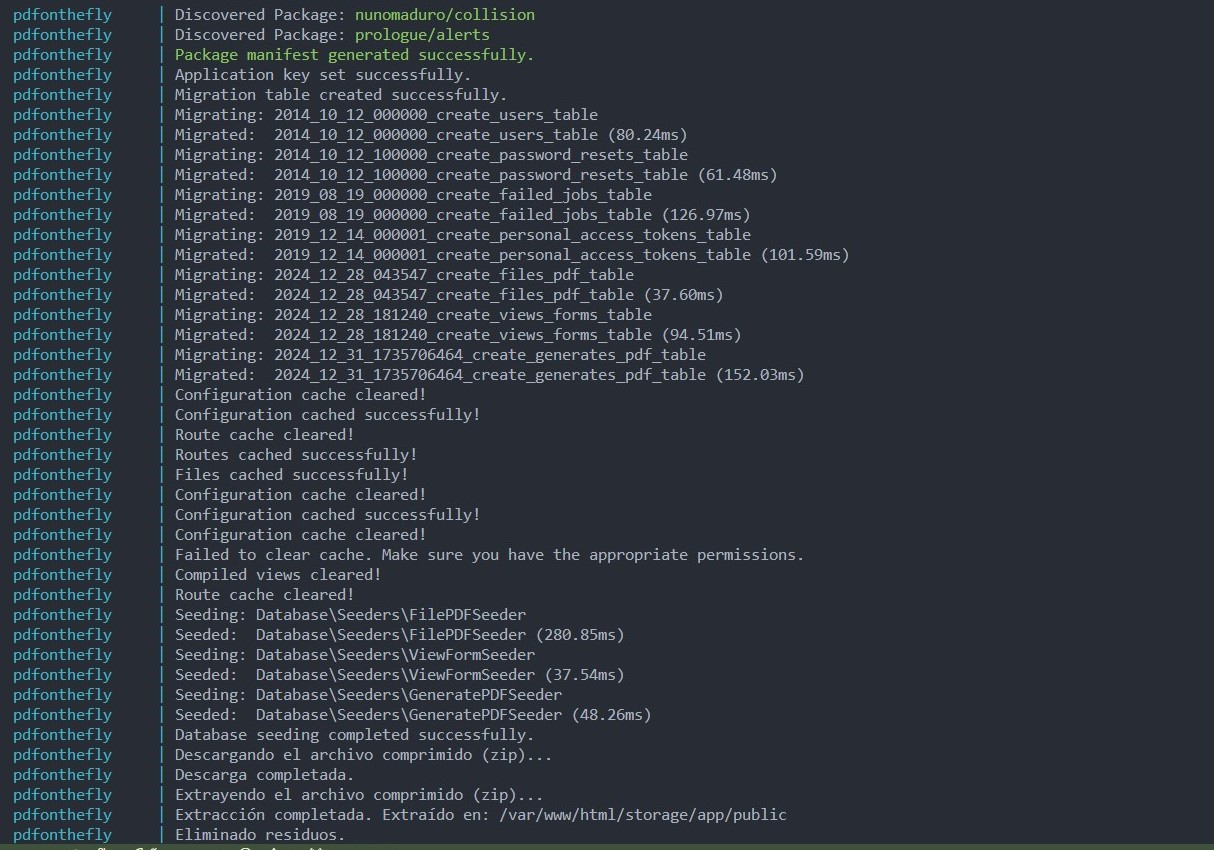 pdfonthefly | Discovered Package: nunomaduro/collision
pdfonthefly | Discovered Package: prologue/alerts
pdfonthefly | Package manifest generated successfully.
pdfonthefly | Application key set successfully.
pdfonthefly | Migration table created successfully.
pdfonthefly | Migrating: 2014_10_12_000000_create_users_table
pdfonthefly | Migrated:  2014_10_12_000000_create_users_table (80.24ms)
pdfonthefly | Migrating: 2014_10_12_100000_create_password_resets_table
pdfonthefly | Migrated:  2014_10_12_100000_create_password_resets_table (61.48ms)
pdfonthefly | Migrating: 2019_08_19_000000_create_failed_jobs_table
pdfonthefly | Migrated:  2019_08_19_000000_create_failed_jobs_table (126.97ms)
pdfonthefly | Migrating: 2019_12_14_000001_create_personal_access_tokens_table
pdfonthefly | Migrated:  2019_12_14_000001_create_personal_access_tokens_table (101.59ms)
pdfonthefly | Migrating: 2024_12_28_043547_create_files_pdf_table
pdfonthefly | Migrated:  2024_12_28_043547_create_files_pdf_table (37.60ms)
pdfonthefly | Migrating: 2024_12_28_181240_create_views_forms_table
pdfonthefly | Migrated:  2024_12_28_181240_create_views_forms_table (94.51ms)
pdfonthefly | Migrating: 2024_12_31_1735706464_create_generates_pdf_table
pdfonthefly | Migrated:  2024_12_31_1735706464_create_generates_pdf_table (152.03ms)
pdfonthefly | Configuration cache cleared!
pdfonthefly | Configuration cached successfully!
pdfonthefly | Route cache cleared!
pdfonthefly | Routes cached successfully!
pdfonthefly | Files cached successfully!
pdfonthefly | Configuration cache cleared!
pdfonthefly | Configuration cached successfully!
pdfonthefly | Configuration cache cleared!
pdfonthefly | Failed to clear cache. Make sure you have the appropriate permissions.
pdfonthefly | Compiled views cleared!
pdfonthefly | Route cache cleared!
pdfonthefly | Seeding: Database\Seeders\FilePDFSeeder
pdfonthefly | Seeded:  Database\Seeders\FilePDFSeeder (280.85ms)
pdfonthefly | Seeding: Database\Seeders\ViewFormSeeder
pdfonthefly | Seeded:  Database\Seeders\ViewFormSeeder (37.54ms)
pdfonthefly | Seeding: Database\Seeders\GeneratePDFSeeder
pdfonthefly | Seeded:  Database\Seeders\GeneratePDFSeeder (48.26ms)
pdfonthefly | Database seeding completed successfully.
pdfonthefly | Descargando el archivo comprimido (zip)...
pdfonthefly | Descarga completada.
pdfonthefly | Extrayendo el archivo comprimido (zip)...
pdfonthefly | Extracción completada. Extraído en: /var/www/html/storage/app/public
pdfonthefly | Eliminado residuos.